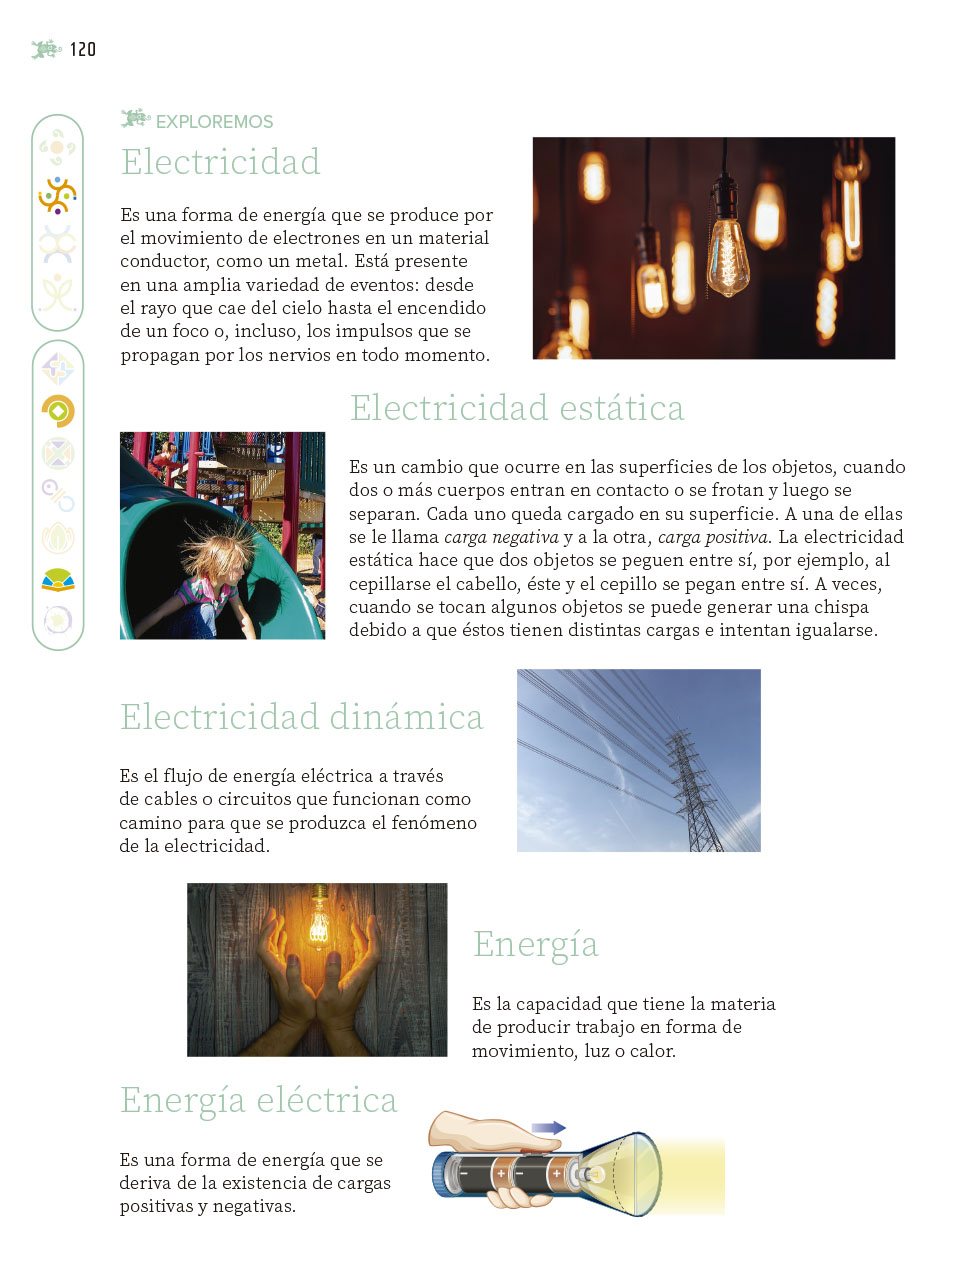 120
EXPLOREMOS
Electricidad
Es una forma de energía que se produce por
el movimiento de electrones en un material
conductor, como un metal. Está presente
en una amplia variedad de eventos: desde
el rayo que cae del cielo hasta el encendido
de un foco o, incluso, los impulsos que se
propagan por los nervios en todo momento.
Electricidad estática
Es un cambio que ocurre en las superficies de los objetos, cuando
dos o más cuerpos entran en contacto o se frotan y luego se
separan. Cada uno queda cargado en su superficie. A una de ellas
se le llama carga negativa y a la otra, carga positiva. La electricidad
estática hace que dos objetos se peguen entre sí, por ejemplo, al
cepillarse el cabello, éste y el cepillo se pegan entre sí. A veces,
cuando se tocan algunos objetos se puede generar una chispa
debido a que éstos tienen distintas cargas e intentan igualarse.
Electricidad dinámica
Es el flujo de energía eléctrica a través
de cables o circuitos que funcionan como
camino para que se produzca el fenómeno
de la electricidad.
Energía
Es la capacidad que tiene la materia
de producir trabajo en forma de
movimiento, luz o calor.
Energía eléctrica
Es una forma de energía que se
deriva de la existencia de cargas
positivas y negativas.
- + - +